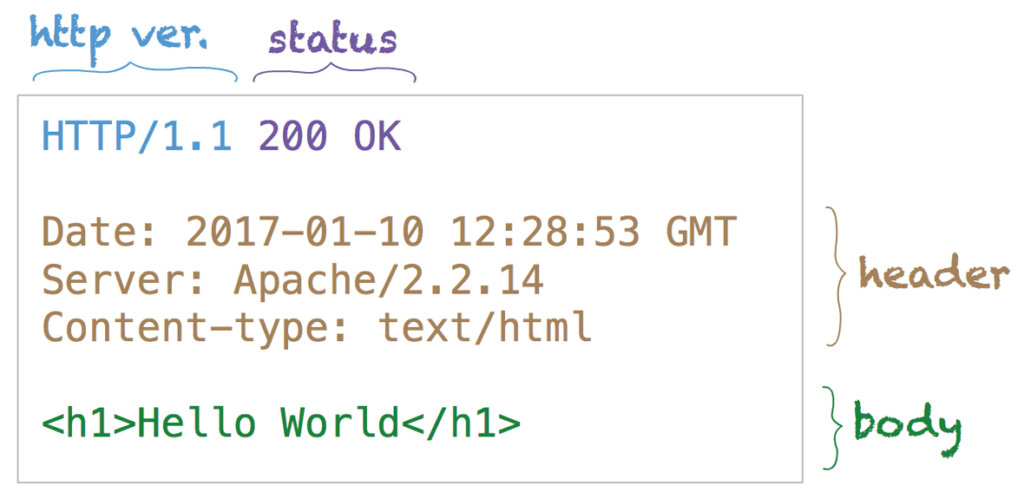 http ver. status
HTTP/1.1 200 OK
Date: 2017-01-10 12:28:53 GMT
Server: Apache/2.2.14
Content-type: text/html
header
<h1>Hello World</h1>
body